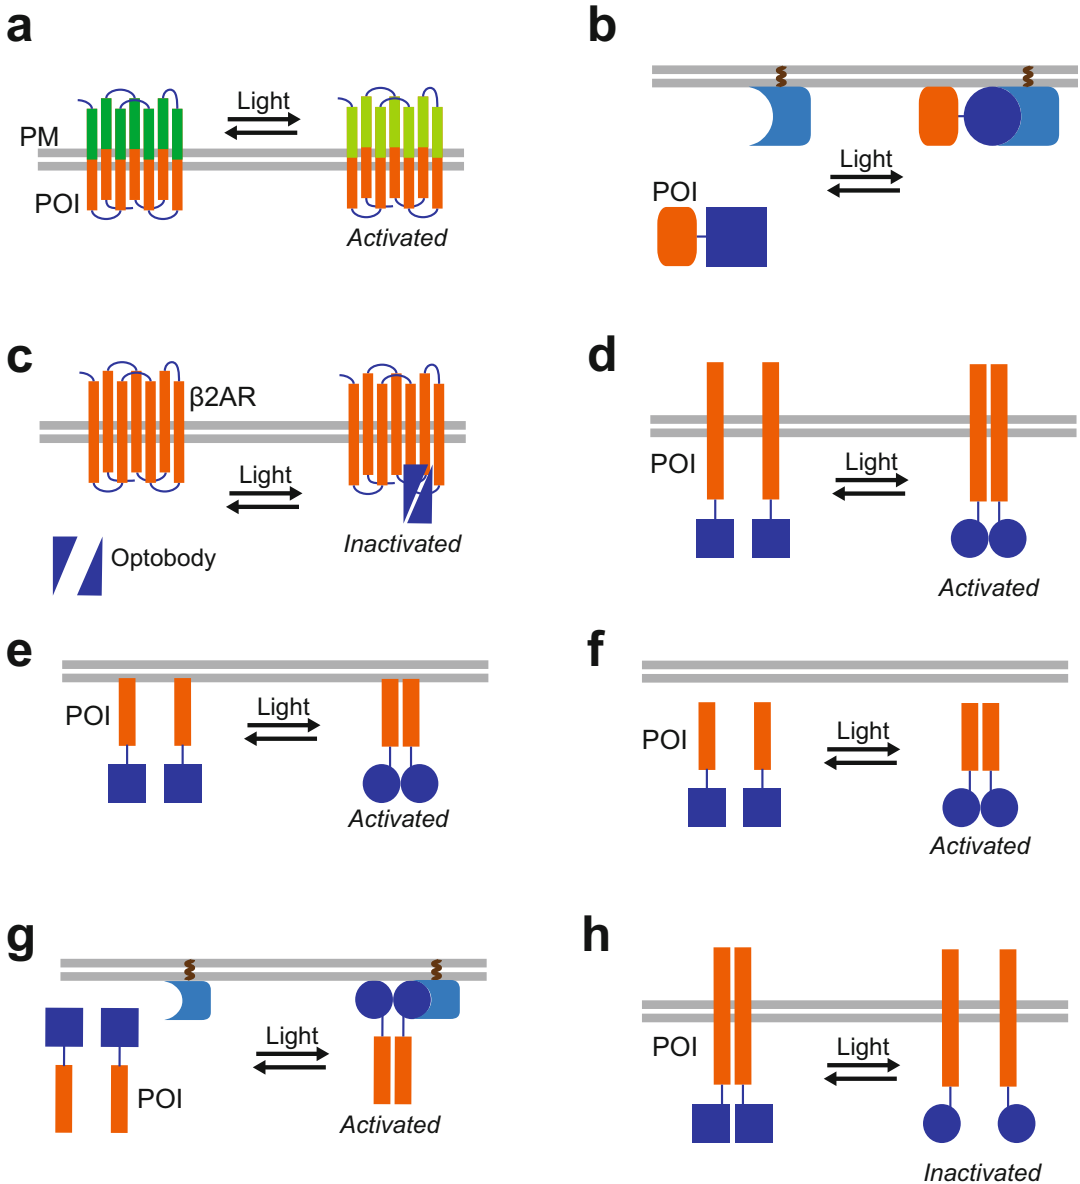 a
Light
PM
POI
Activated
b
Light
POI
c
β2AR
Light
Inactivated
Optobody
d
POI
Light
Activated
e
POI
Light
Activated
f
POI
Light
Activated
g
Light
POI
Activated
h
POI
Light
Inactivated